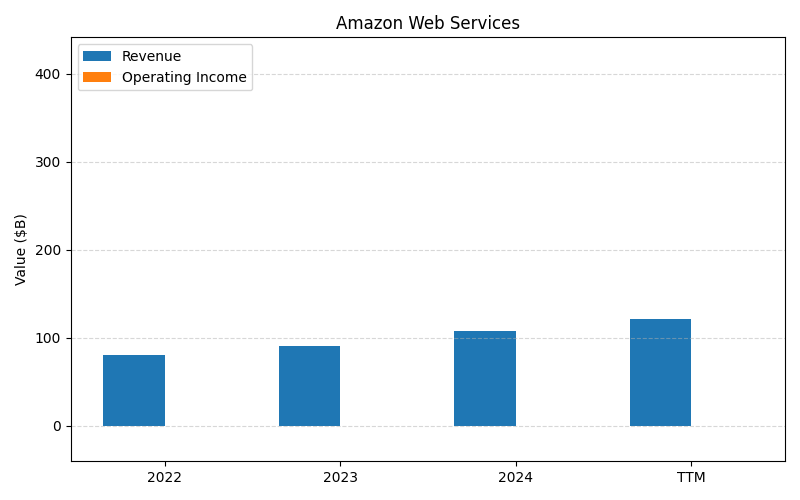 Amazon Web Services
Revenue
Operating Income
Value ($B)
400
300
200
100
0
2022 2023 2024 TTM